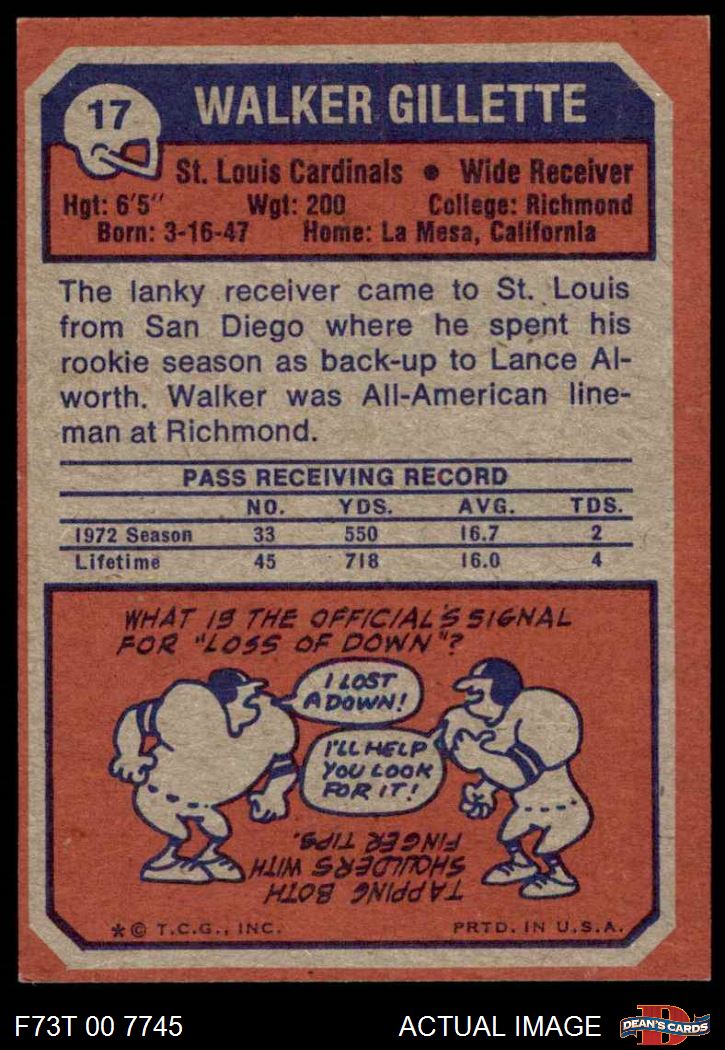 17
WALKER GILLETTE
St. Louis Cardinals • Wide Receiver
Hgt: 6'5" Wgt: 200 College: Richmond
Born: 3-16-47 Home: La Mesa, California
The lanky receiver came to St. Louis
from San Diego where he spent his
rookie season as back-up to Lance Al-
worth. Walker was All-American line-
man at Richmond.
PASS RECEIVING RECORD
NO. YDS. AVG. TDS.
1972 Season 33 550 16.7 2
Lifetime 45 718 16.0 4
WHAT IS THE OFFICIAL'S SIGNAL
FOR "LOSS OF DOWN"?
I LOST
A DOWN!
I'LL HELP
YOU LOOK
FOR IT!
TAPPING BOTH
SHOULDERS WITH
FINGER TIPS.
*© T.C.G., INC. PRTD. IN U.S.A.
F73T 00 7745 ACTUAL IMAGE
D
DEAN'S CARDS